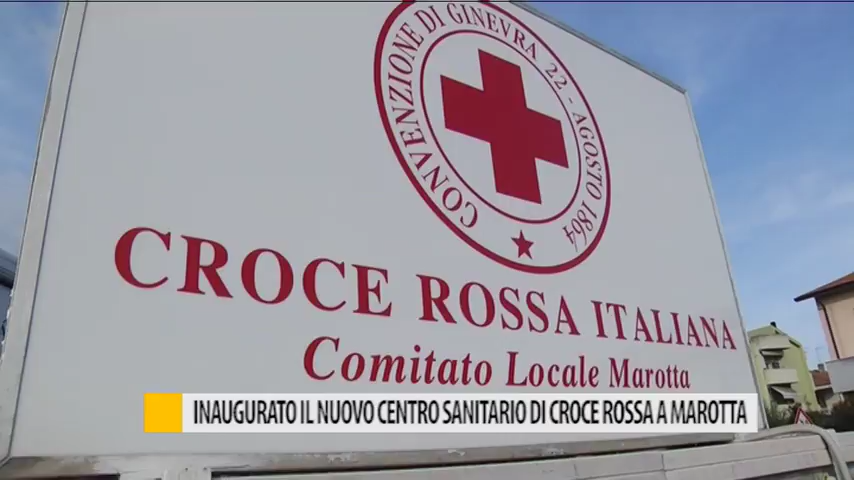 CONVENZIONE DI GINEVRA 22 - AGOSTO 1864
CROCE ROSSA ITALIANA
Comitato Locale Marotta
INAUGURATO IL NUOVO CENTRO SANITARIO DI CROCE ROSSA A MAROTTA